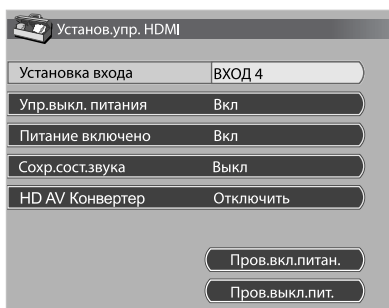 Установ.упр. HDMI
Установка входа ВХОД 4
Упр.выкл. питания Вкл
Питание включено Вкл
Сохр.сост.звука Выкл
HD AV Конвертер Отключить
Пров.вкл.питан.
Пров.выкл.пит.